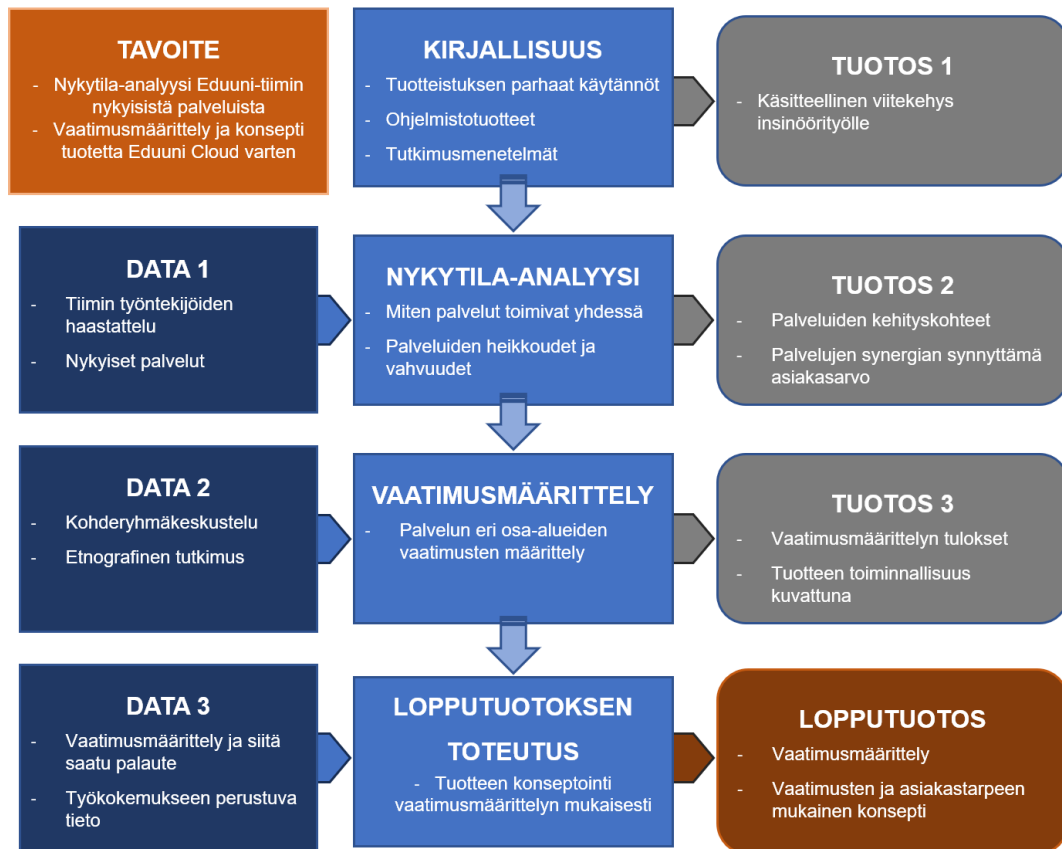 TAVOITE
- Nykytila-analyysi Eduuni-tiimin
nykyisistä palveluista
- Vaatimusmäärittely ja konsepti
tuotetta Eduuni Cloud varten
KIRJALLISUUS
- Tuotteistuksen parhaat käytännöt
- Ohjelmistotuotteet
- Tutkimusmenetelmät
TUOTOS 1
- Käsitteellinen viitekehys
insinöörityölle
DATA 1
- Tiimin työntekijöiden
haastattelu
- Nykyiset palvelut
NYKYTILA-ANALYYSI
- Miten palvelut toimivat yhdessä
- Palveluiden heikkoudet ja
vahvuudet
TUOTOS 2
- Palveluiden kehityskohteet
- Palvelujen synergian synnyttämä
asiakasarvo
DATA 2
- Kohderyhmäkeskustelu
- Etnografinen tutkimus
VAATIMUSMÄÄRITTELY
- Palvelun eri osa-alueiden
vaatimusten määrittely
TUOTOS 3
- Vaatimusmäärittelyn tulokset
- Tuotteen toiminnallisuus
kuvattuna
DATA 3
- Vaatimusmäärittely ja siitä
saatu palaute
- Työkokemukseen perustuva
tieto
LOPPUTUOTOKSEN
TOTEUTUS
- Tuotteen konseptointi
vaatimusmäärittelyn mukaisesti
LOPPUTUOTOS
- Vaatimusmäärittely
- Vaatimusten ja asiakastarpeen
mukainen konsepti